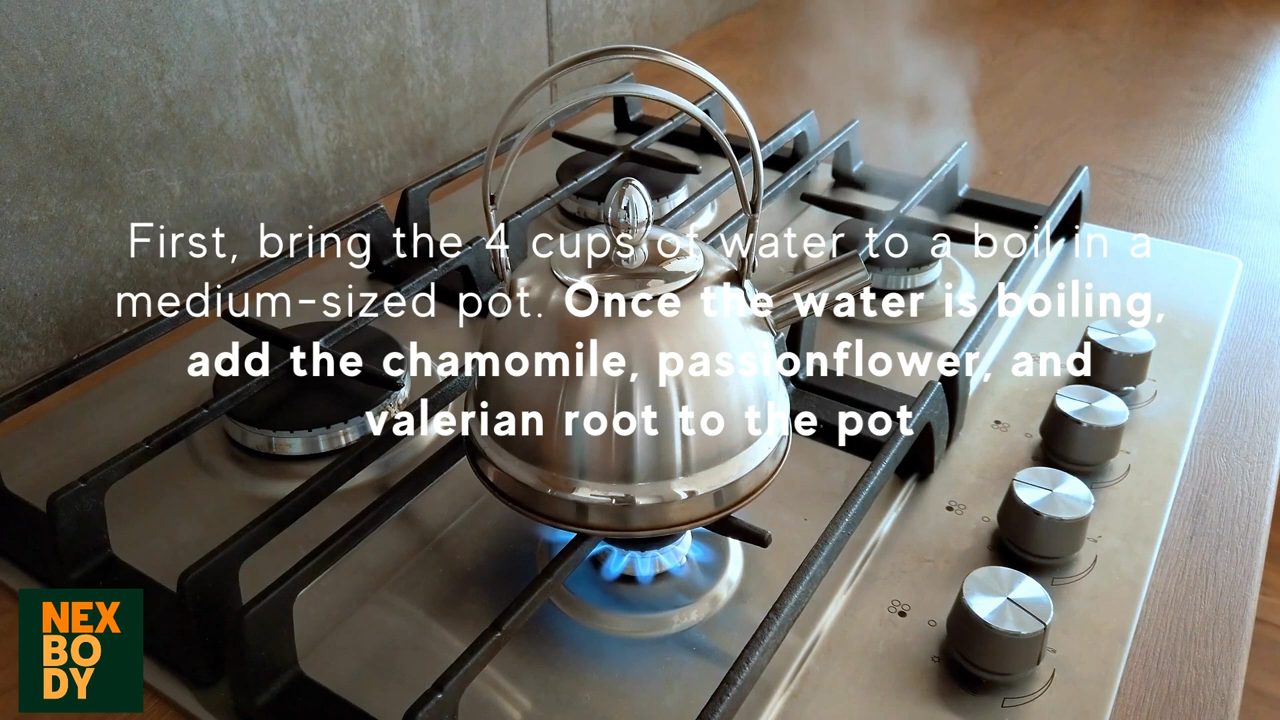 First, bring the 4 cups of water to a boil in a
medium-sized pot. Once the water is boiling,
add the chamomile, passionflower, and
valerian root to the pot
NEX
BO
DY